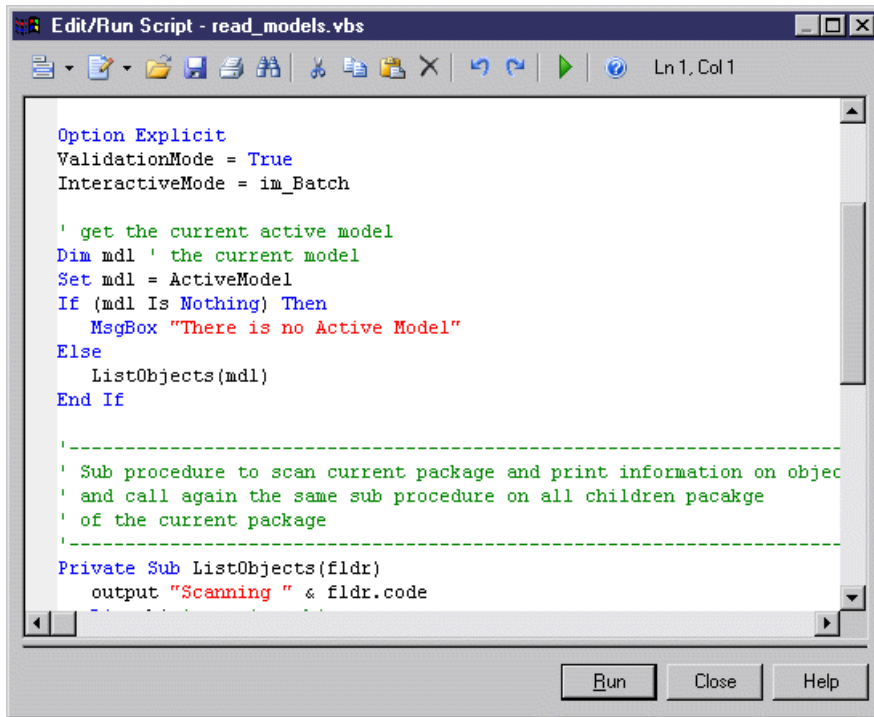 Edit/Run Script - read_models.vbs
Ln 1, Col 1
Option Explicit
ValidationMode = True
InteractiveMode = im_Batch
' get the current active model
Dim mdl ' the current model
Set mdl = ActiveModel
If (mdl Is Nothing) Then
MsgBox "There is no Active Model"
Else
ListObjects(mdl)
End If
'-----------------------------------------------------------------------
' Sub procedure to scan current package and print information on objec
' and call again the same sub procedure on all children pacakge
' of the current package
'-----------------------------------------------------------------------
Private Sub ListObjects(fldr)
output "Scanning " & fldr.code
Run
Close
Help